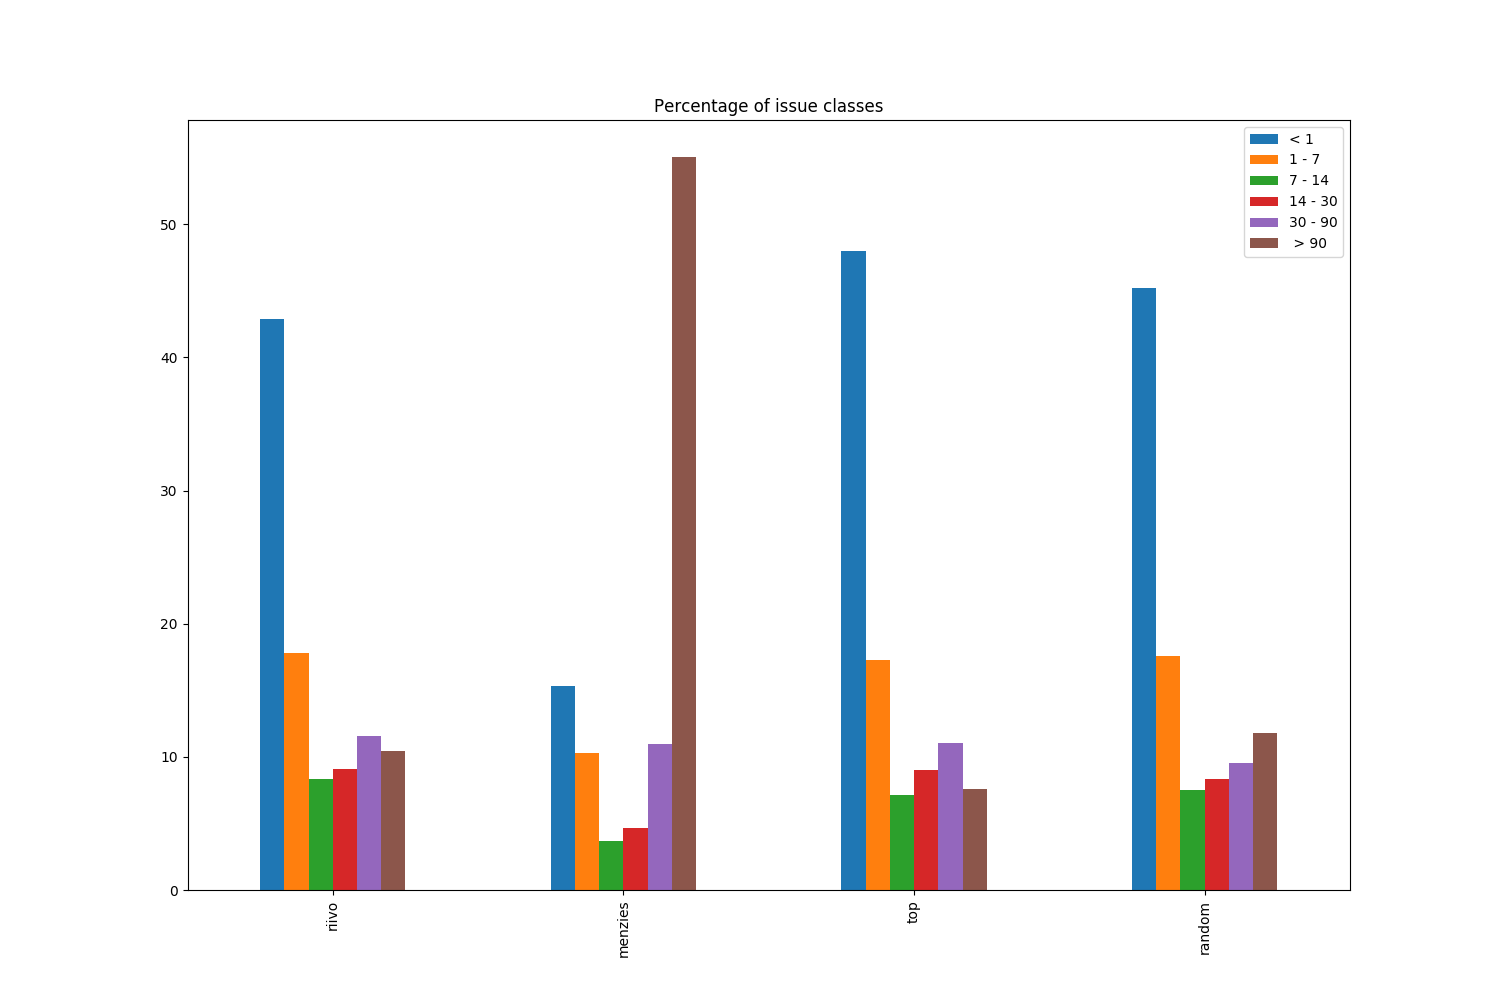 Percentage of issue classes
< 1
1 - 7
7 - 14
14 - 30
30 - 90
> 90
50
40
30
20
10
0
riivo
menzies
top
random